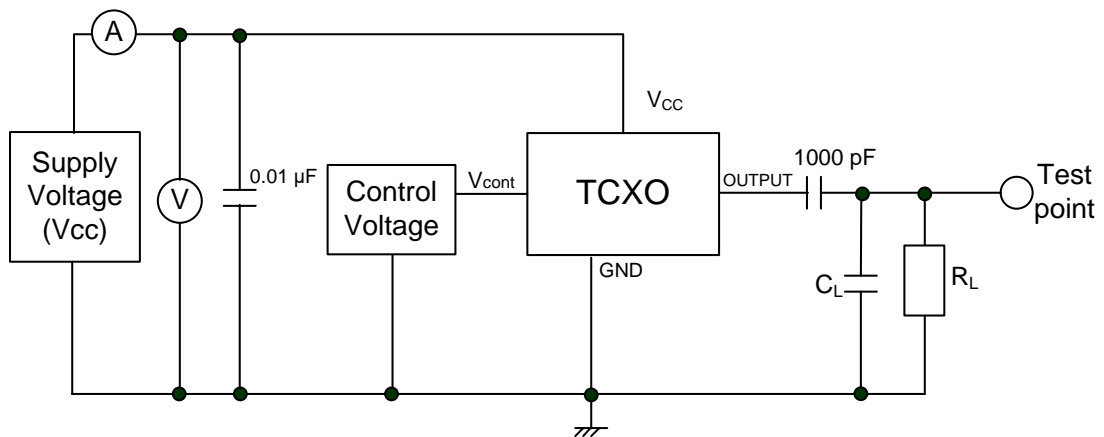 A
V
Supply
Voltage
(Vcc)
0.01 µF
Control
Voltage
Vcont
VCC
TCXO
GND
OUTPUT
1000 pF
CL
RL
Test
point